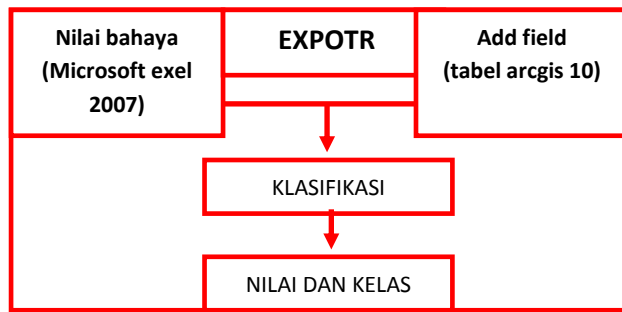 Nilai bahaya
(Microsoft exel
2007)
EXPOTR
Add field
(tabel arcgis 10)
KLASIFIKASI
NILAI DAN KELAS